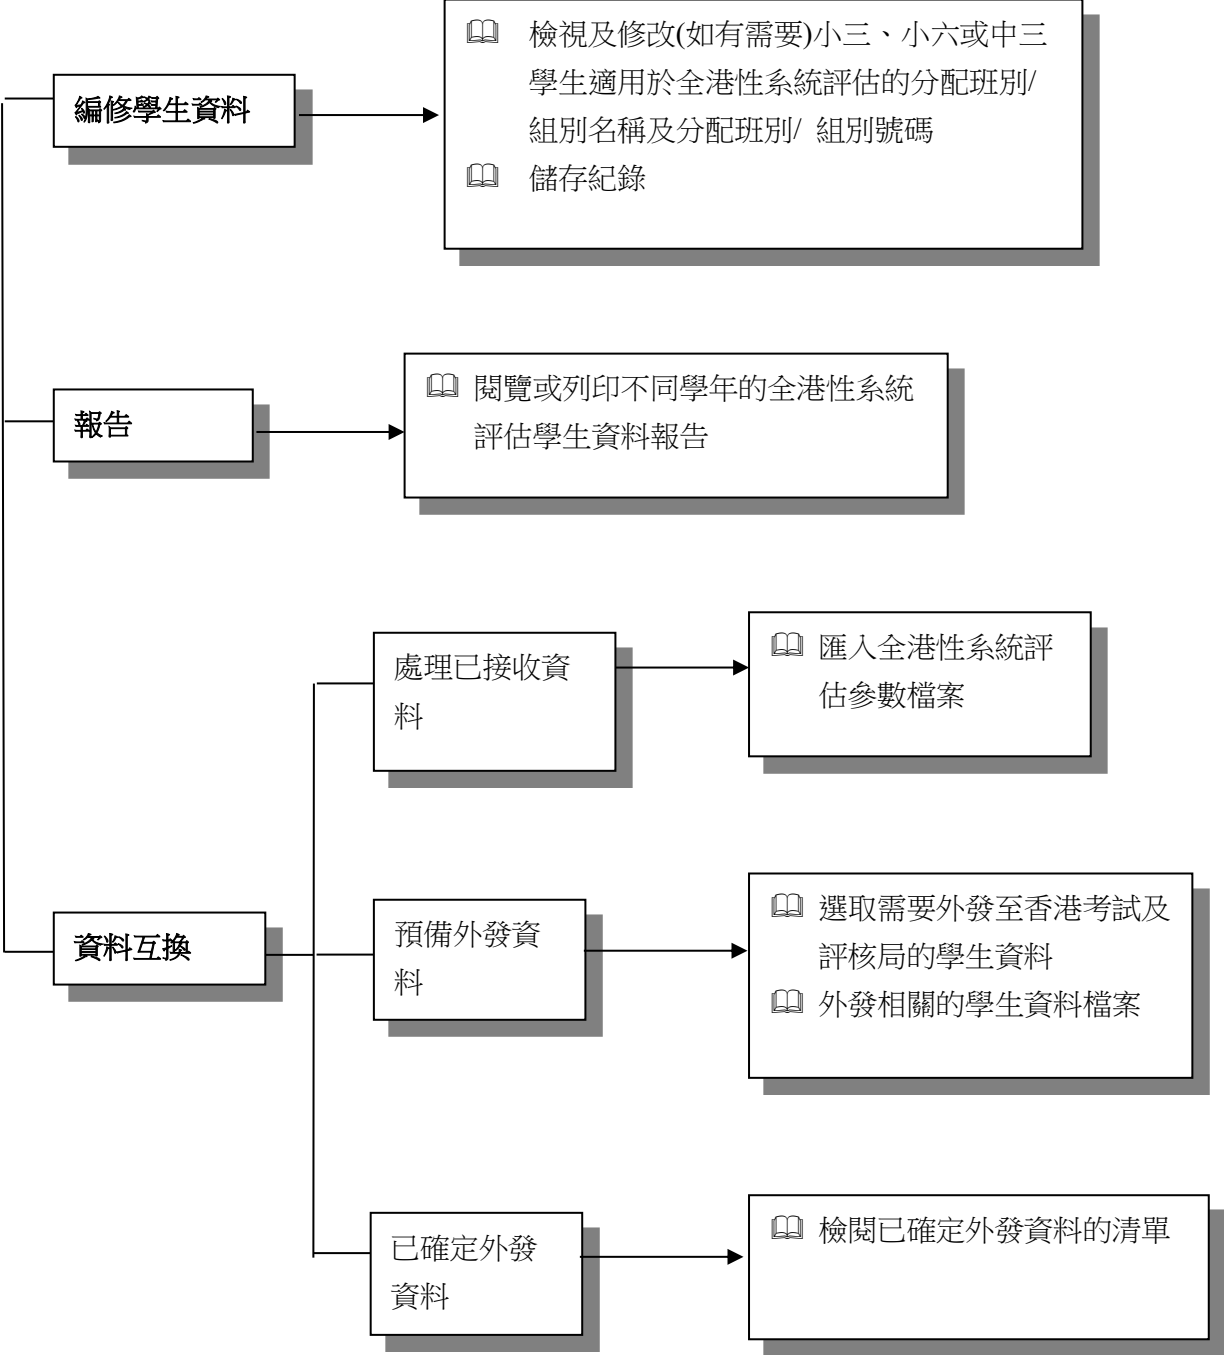 編修學生資料
檢視及修改(如有需要)小三、小六或中三
學生適用於全港性系統評估的分配班別/
組別名稱及分配班別/ 組別號碼
儲存紀錄
報告
閱覽或列印不同學年的全港性系統
評估學生資料報告
資料互換
處理已接收資
料
匯入全港性系統評
估參數檔案
預備外發資
料
選取需要外發至香港考試及
評核局的學生資料
外發相關的學生資料檔案
已確定外發
資料
檢閱已確定外發資料的清單